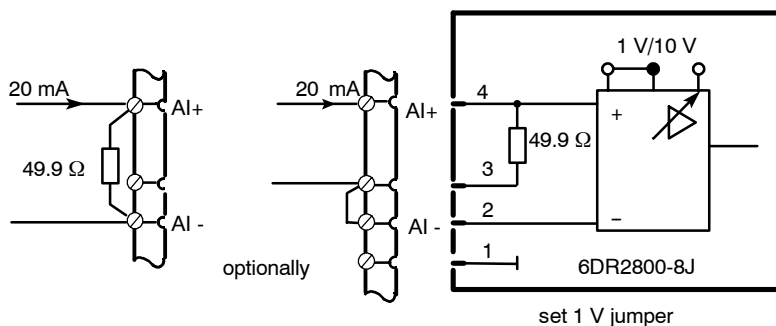 20 mA
AI+
49.9 Ω
AI -
optionally
20 mA
AI+
AI -
4
3
2
1
49.9 Ω
1 V/10 V
+
−
6DR2800-8J
set 1 V jumper